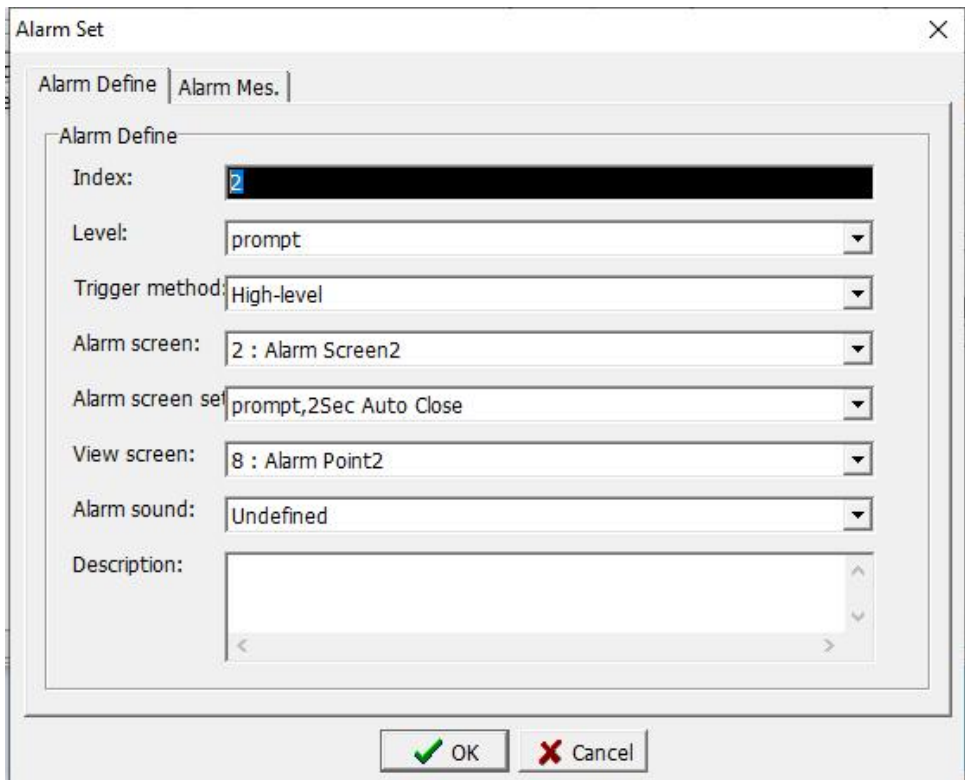 Alarm Set
Alarm Define Alarm Mes.
Alarm Define
Index: 2
Level: prompt
Trigger method: High-level
Alarm screen: 2 : Alarm Screen2
Alarm screen set prompt,2Sec Auto Close
View screen: 8 : Alarm Point2
Alarm sound: Undefined
Description:
OK Cancel